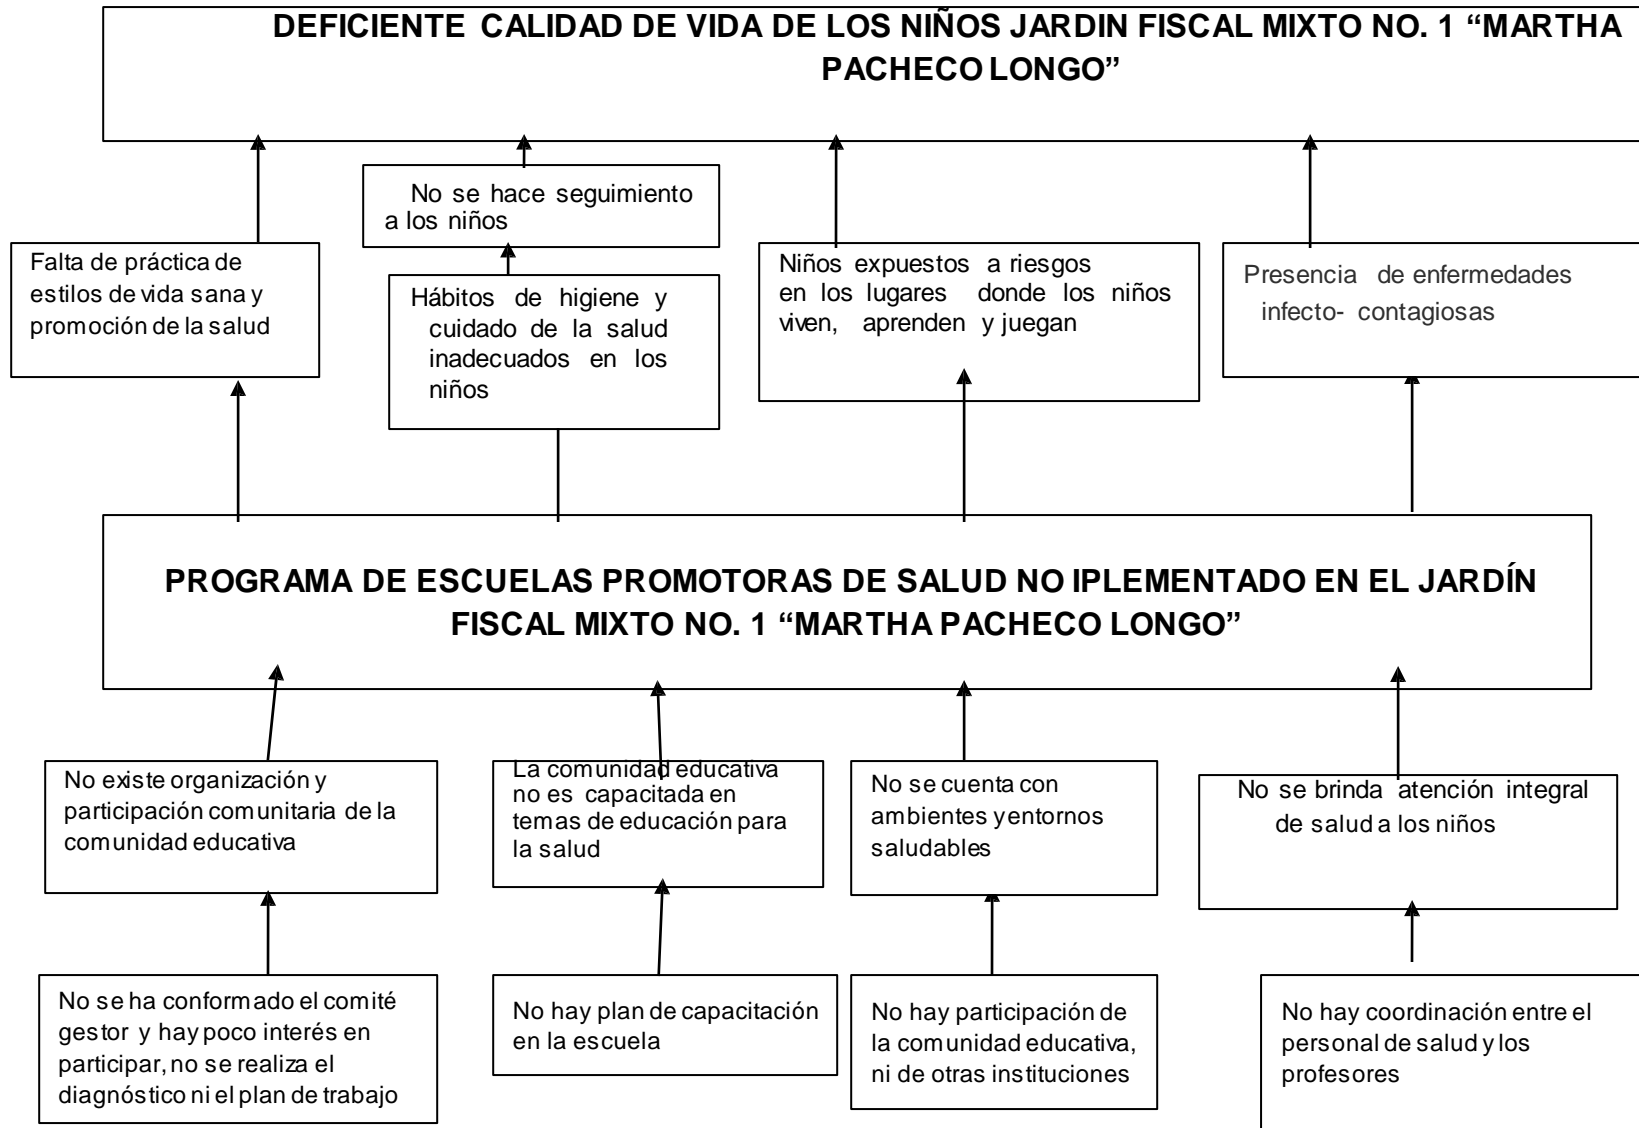 DEFICIENTE CALIDAD DE VIDA DE LOS NIÑOS JARDIN FISCAL MIXTO NO. 1 “MARTHA
PACHECO LONGO”
No se hace seguimiento
a los niños
Falta de práctica de
estilos de vida sana y
promoción de la salud
Hábitos de higiene y
cuidado de la salud
inadecuados en los
niños
Niños expuestos a riesgos
en los lugares donde los niños
viven, aprenden y juegan
Presencia de enfermedades
infecto- contagiosas
PROGRAMA DE ESCUELAS PROMOTORAS DE SALUD NO IPLEMENTADO EN EL JARDÍN
FISCAL MIXTO NO. 1 “MARTHA PACHECO LONGO”
No existe organización y
participación comunitaria de la
comunidad educativa
La comunidad educativa
no es capacitada en
temas de educación para
la salud
No se cuenta con
ambientes y entornos
saludables
No se brinda atención integral
de salud a los niños
No se ha conformado el comité
gestor y hay poco interés en
participar, no se realiza el
diagnóstico ni el plan de trabajo
No hay plan de capacitación
en la escuela
No hay participación de
la comunidad educativa,
ni de otras instituciones
No hay coordinación entre el
personal de salud y los
profesores